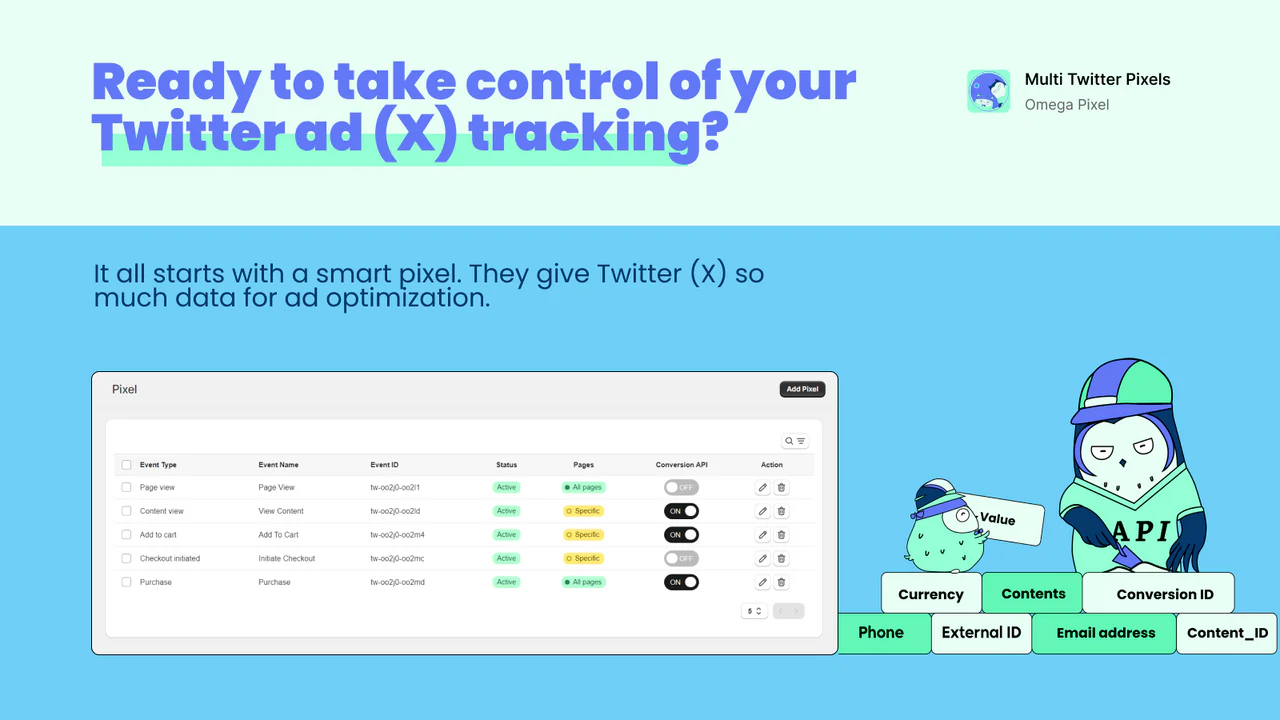 Ready to take control of your
Twitter ad (X) tracking?
Multi Twitter Pixels
Omega Pixel
It all starts with a smart pixel. They give Twitter (X) so
much data for ad optimization.
Pixel
Add Pixel
Event Type Event Name Event ID Status Pages Conversion API Action
Page view Page View tw-oo2j0-oo2l1 Active All pages OFF
Content view View Content tw-oo2j0-oo2ld Active Specific ON
Add to cart Add To Cart tw-oo2j0-oo2m4 Active Specific ON
Checkout initiated Initiate Checkout tw-oo2j0-oo2mc Active Specific OFF
Purchase Purchase tw-oo2j0-oo2md Active All pages ON
5
Value
API
Currency Contents Conversion ID
Phone External ID Email address Content_ID